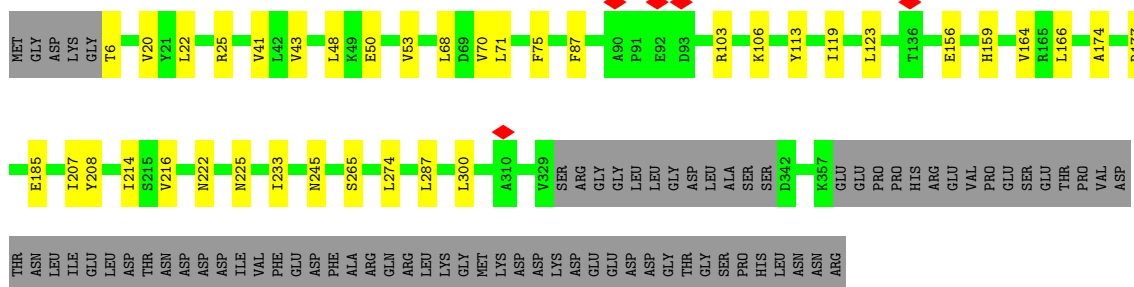 MET GLY ASP LYS GLY T6 V20 Y21 L22 R25 V41 L42 V43 L48 K49 E50 V53 L68 D69 V70 L71 F75 F87 A90 P91 E92 D93 R103 K106 Y113 I119 L123 T136 E156 H159 V164 R165 L166 A174
E185 I207 Y208 I214 S215 V216 N222 N225 I233 N245 S265 L274 L287 L300 A310 V329 SER ARG GLY GLY LEU LEU GLY ASP LEU ALA SER SER D342 K357 GLU GLU PRO PRO HIS ARG GLU VAL PRO GLU SER GLU THR PRO VAL ASP
THR ASN LEU ILE GLU LEU ASP THR ASN ASP ASP ASP ILE VAL PHE GLU ASP PHE ALA ARG GLN ARG LEU LYS GLY MET LYS ASP ASP LYS ASP GLU GLU ASP ASP GLY THR GLY SER PRO HIS LEU ASN ASN ARG